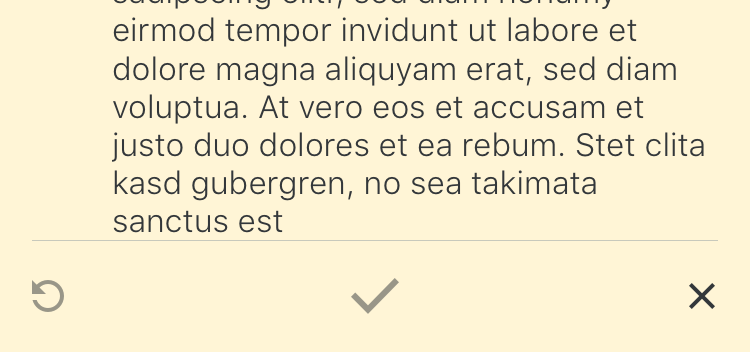 eirmod tempor invidunt ut labore et
dolore magna aliquyam erat, sed diam
voluptua. At vero eos et accusam et
justo duo dolores et ea rebum. Stet clita
kasd gubergren, no sea takimata
sanctus est